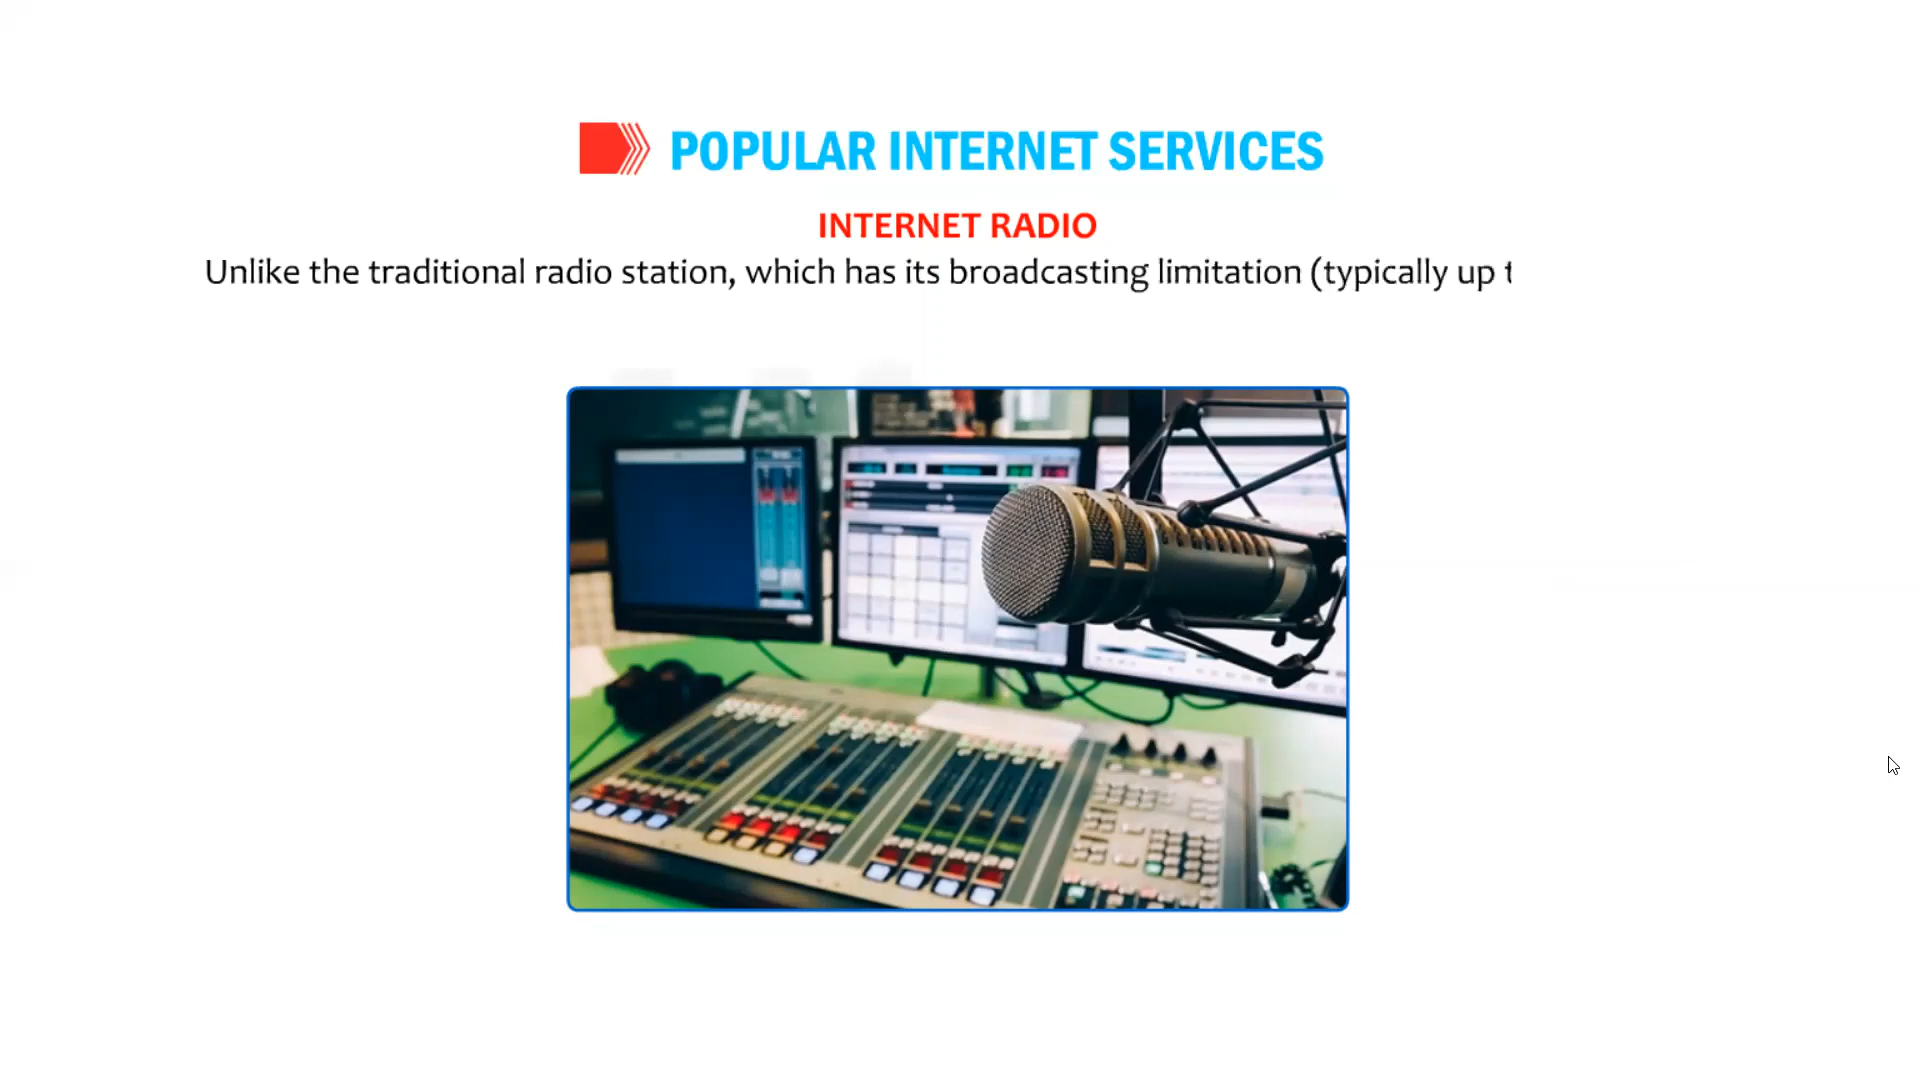 POPULAR INTERNET SERVICES
INTERNET RADIO
Unlike the traditional radio station, which has its broadcasting limitation (typically up